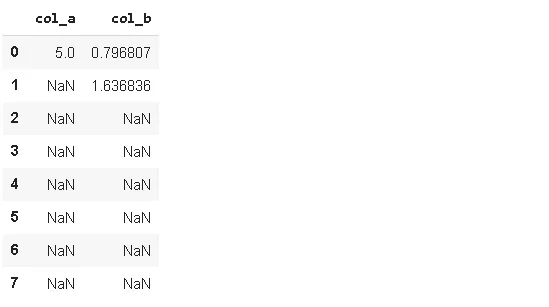 col_a col_b
0 5.0 0.796807
1 NaN 1.636836
2 NaN NaN
3 NaN NaN
4 NaN NaN
5 NaN NaN
6 NaN NaN
7 NaN NaN